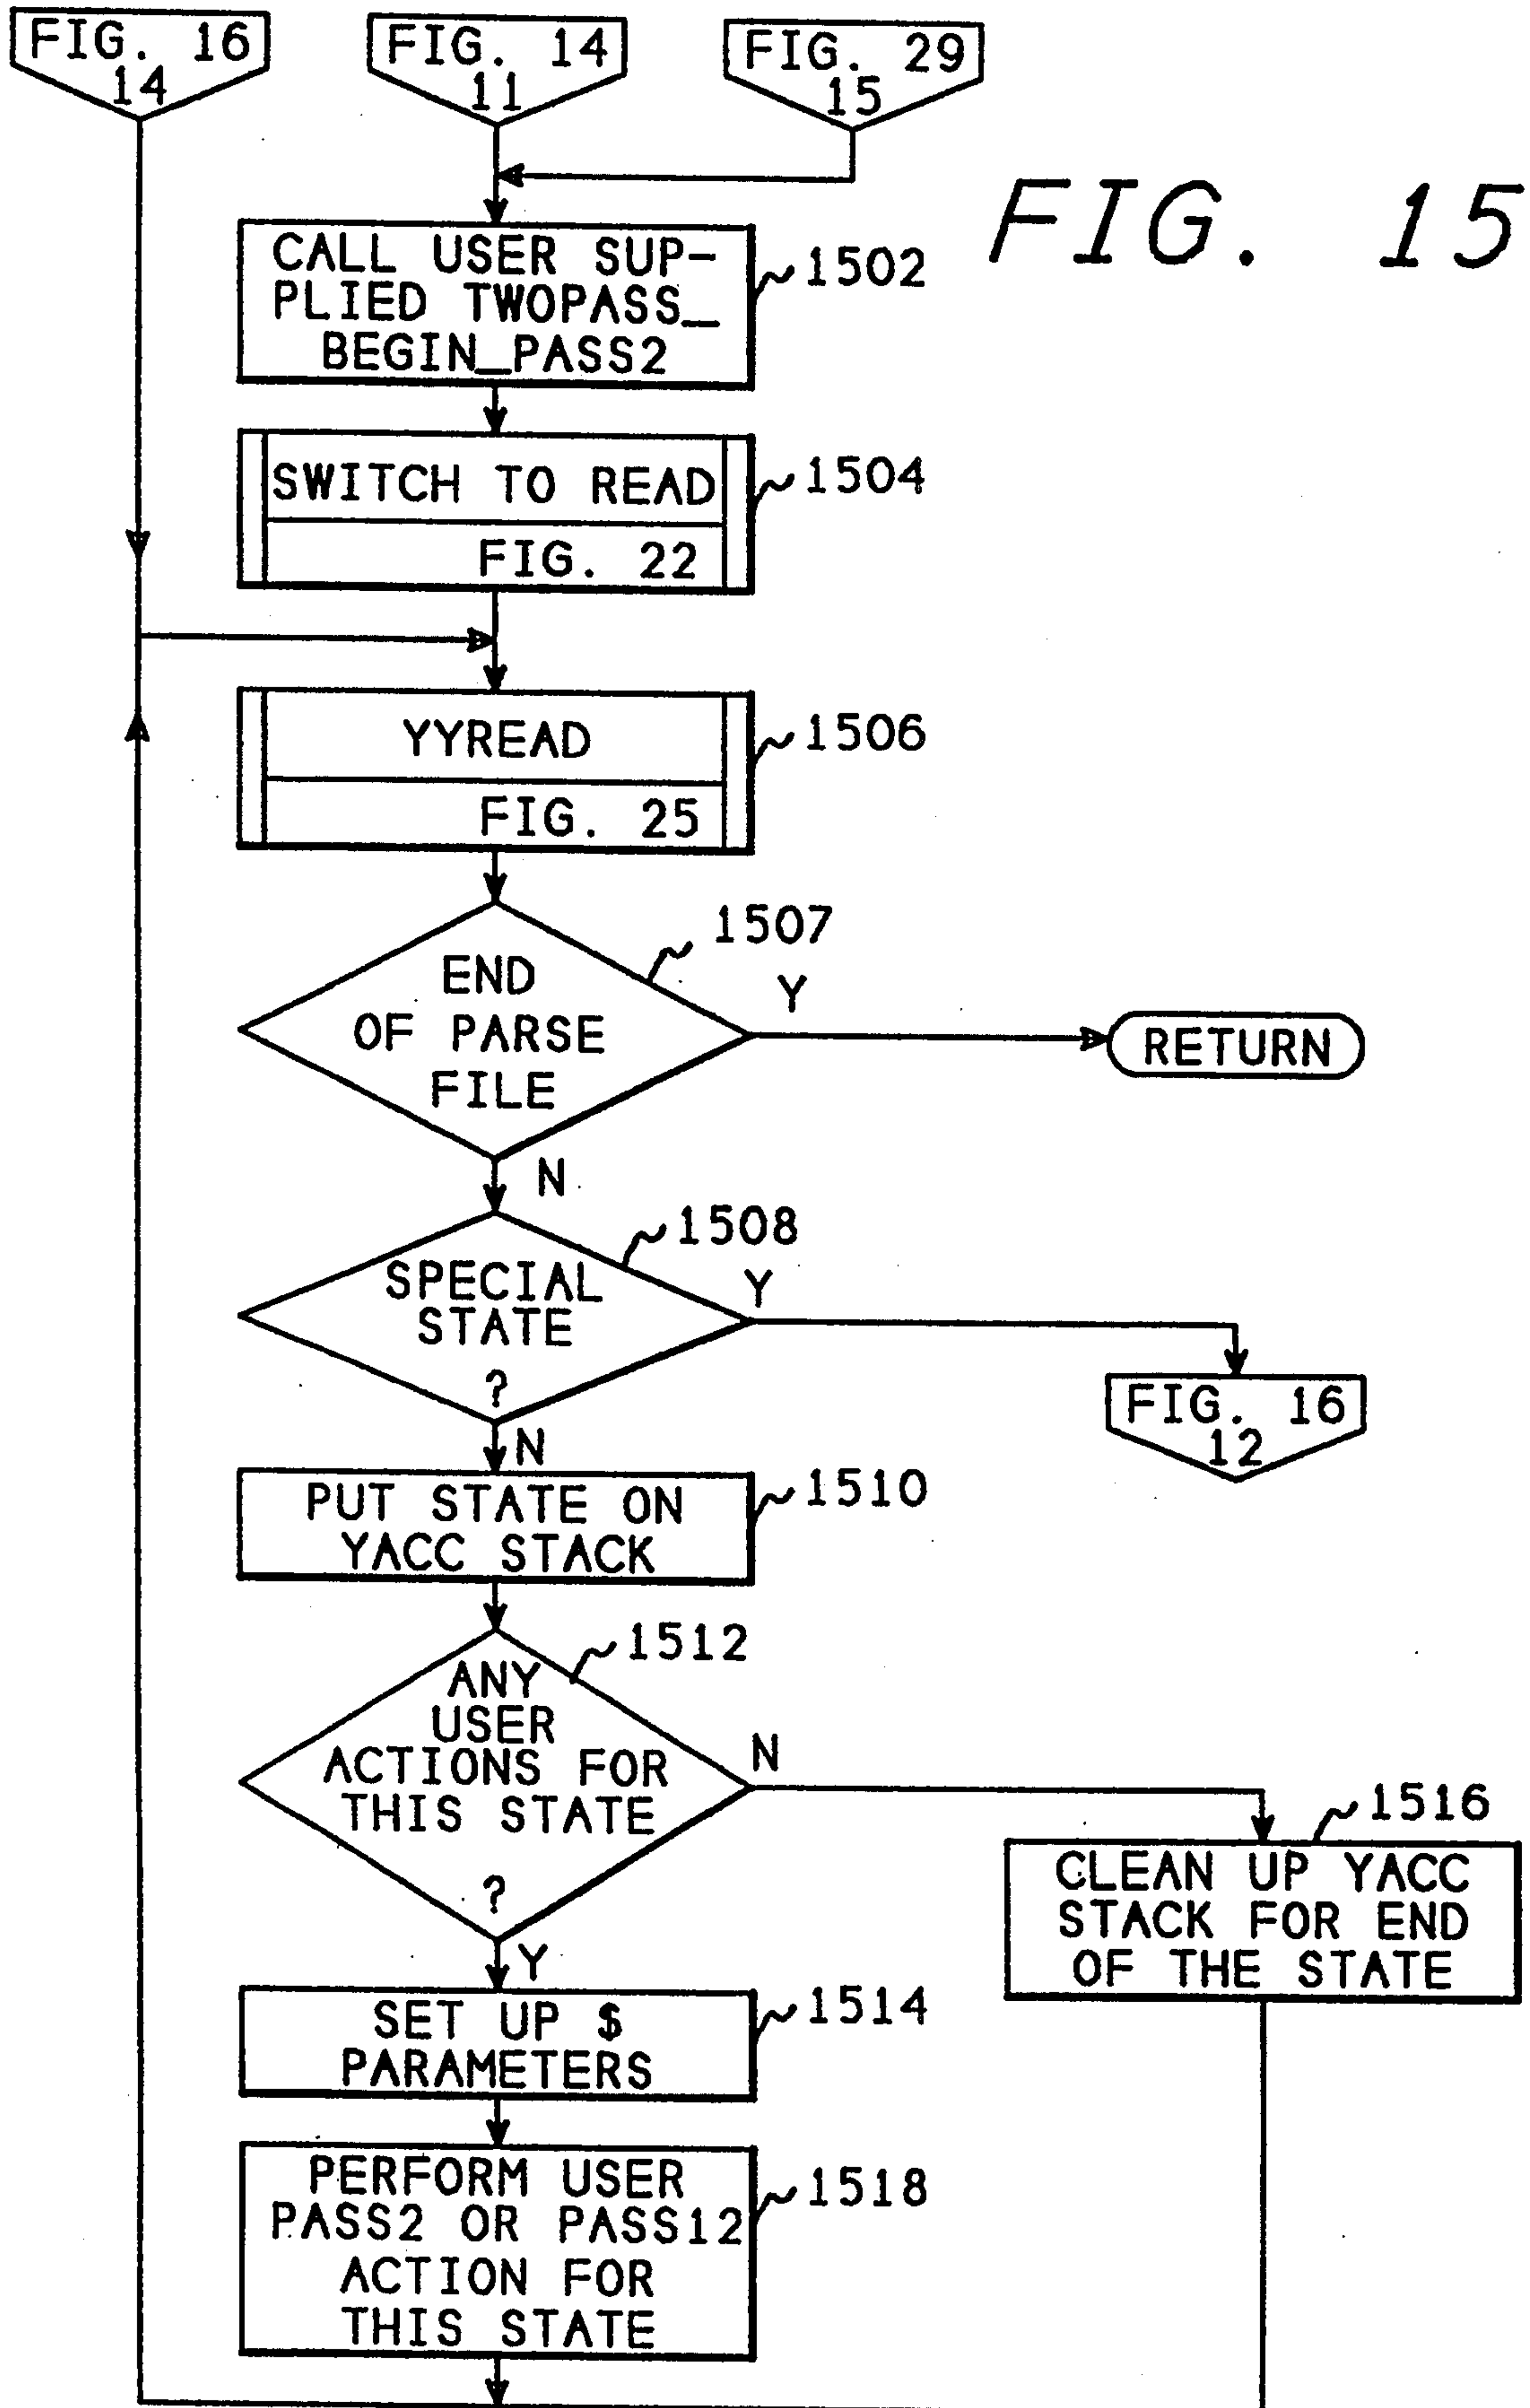 FIG. 16
14
FIG. 14
11
FIG. 29
15
FIG. 15
CALL USER SUP-
PLIED TWOPASS_
BEGIN_PASS2
1502
SWITCH TO READ
FIG. 22
1504
YYREAD
FIG. 25
1506
1507
END
OF PARSE
FILE
Y
RETURN
N
1508
SPECIAL
STATE
?
Y
FIG. 16
12
N
PUT STATE ON
YACC STACK
1510
1512
ANY
USER
ACTIONS FOR
THIS STATE
?
N
1516
CLEAN UP YACC
STACK FOR END
OF THE STATE
Y
SET UP $
PARAMETERS
1514
PERFORM USER
PASS2 OR PASS12
ACTION FOR
THIS STATE
1518